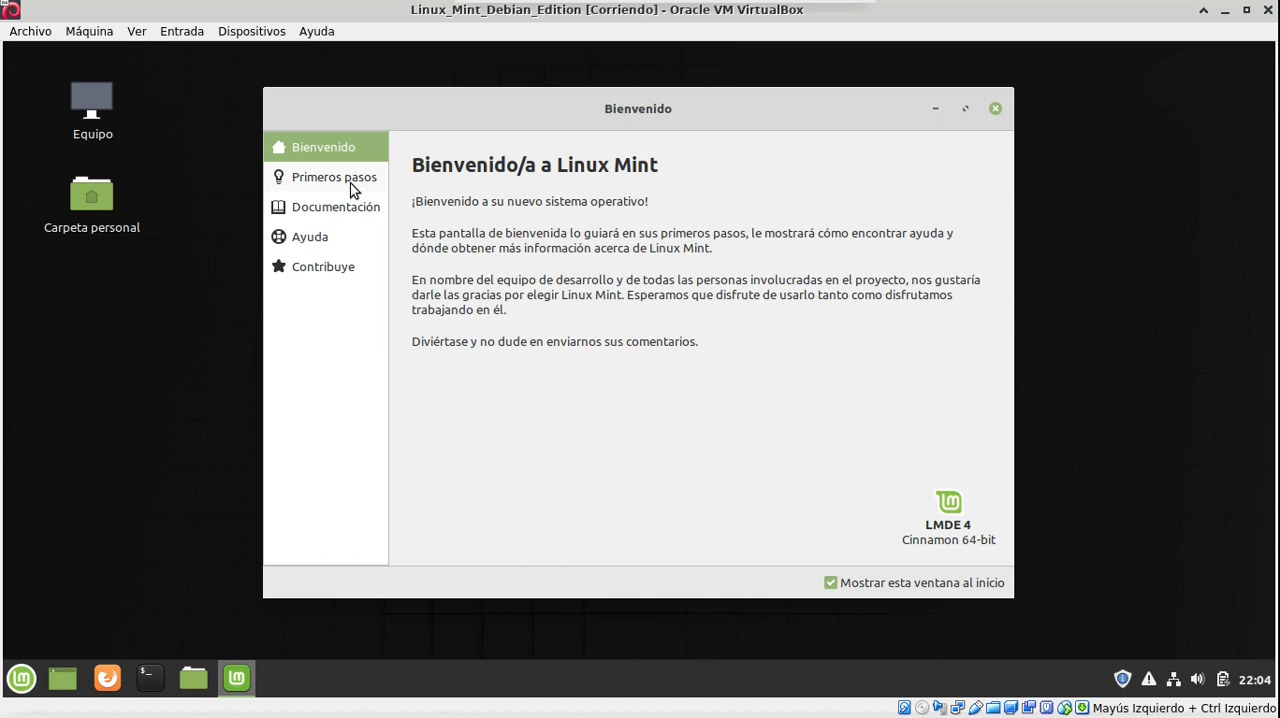 Linux_Mint_Debian_Edition [Corriendo] - Oracle VM VirtualBox
Archivo Máquina Ver Entrada Dispositivos Ayuda
Equipo
Carpeta personal
Bienvenido
Bienvenido
Primeros pasos
Documentación
Ayuda
Contribuye
Bienvenido/a a Linux Mint
¡Bienvenido a su nuevo sistema operativo!
Esta pantalla de bienvenida lo guiará en sus primeros pasos, le mostrará cómo encontrar ayuda y
dónde obtener más información acerca de Linux Mint.
En nombre del equipo de desarrollo y de todas las personas involucradas en el proyecto, nos gustaría
darle las gracias por elegir Linux Mint. Esperamos que disfrute de usarlo tanto como disfrutamos
trabajando en él.
Diviértase y no dude en enviarnos sus comentarios.
LMDE 4
Cinnamon 64-bit
Mostrar esta ventana al inicio
22:04
Mayús Izquierdo + Ctrl Izquierdo